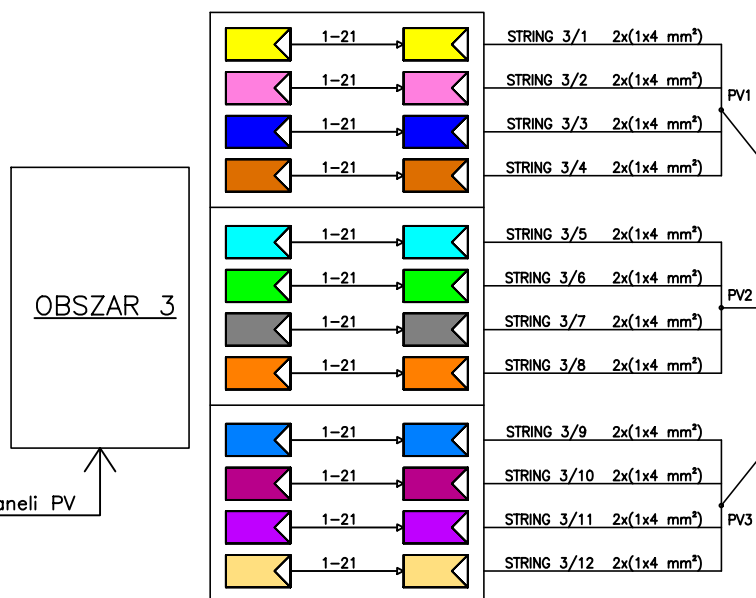 1-21 STRING 3/1 2x(1x4 mm²)
1-21 STRING 3/2 2x(1x4 mm²)
PV1
1-21 STRING 3/3 2x(1x4 mm²)
1-21 STRING 3/4 2x(1x4 mm²)
1-21 STRING 3/5 2x(1x4 mm²)
1-21 STRING 3/6 2x(1x4 mm²)
PV2
OBSZAR 3
1-21 STRING 3/7 2x(1x4 mm²)
1-21 STRING 3/8 2x(1x4 mm²)
1-21 STRING 3/9 2x(1x4 mm²)
1-21 STRING 3/10 2x(1x4 mm²)
aneli PV
1-21 STRING 3/11 2x(1x4 mm²)
PV3
1-21 STRING 3/12 2x(1x4 mm²)